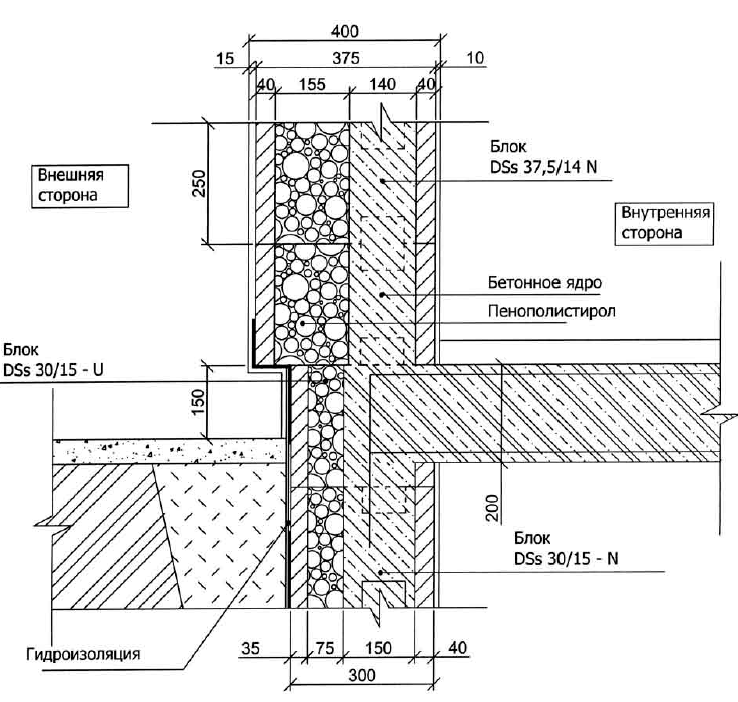 400
15
375
10
40
155
140
40
Блок
DSs 37,5/14 N
Внешняя
сторона
250
Внутренняя
сторона
Бетонное ядро
Пенополистирол
Блок
DSs 30/15 - U
150
200
Блок
DSs 30/15 - N
Гидроизоляция
35
75
150
40
300